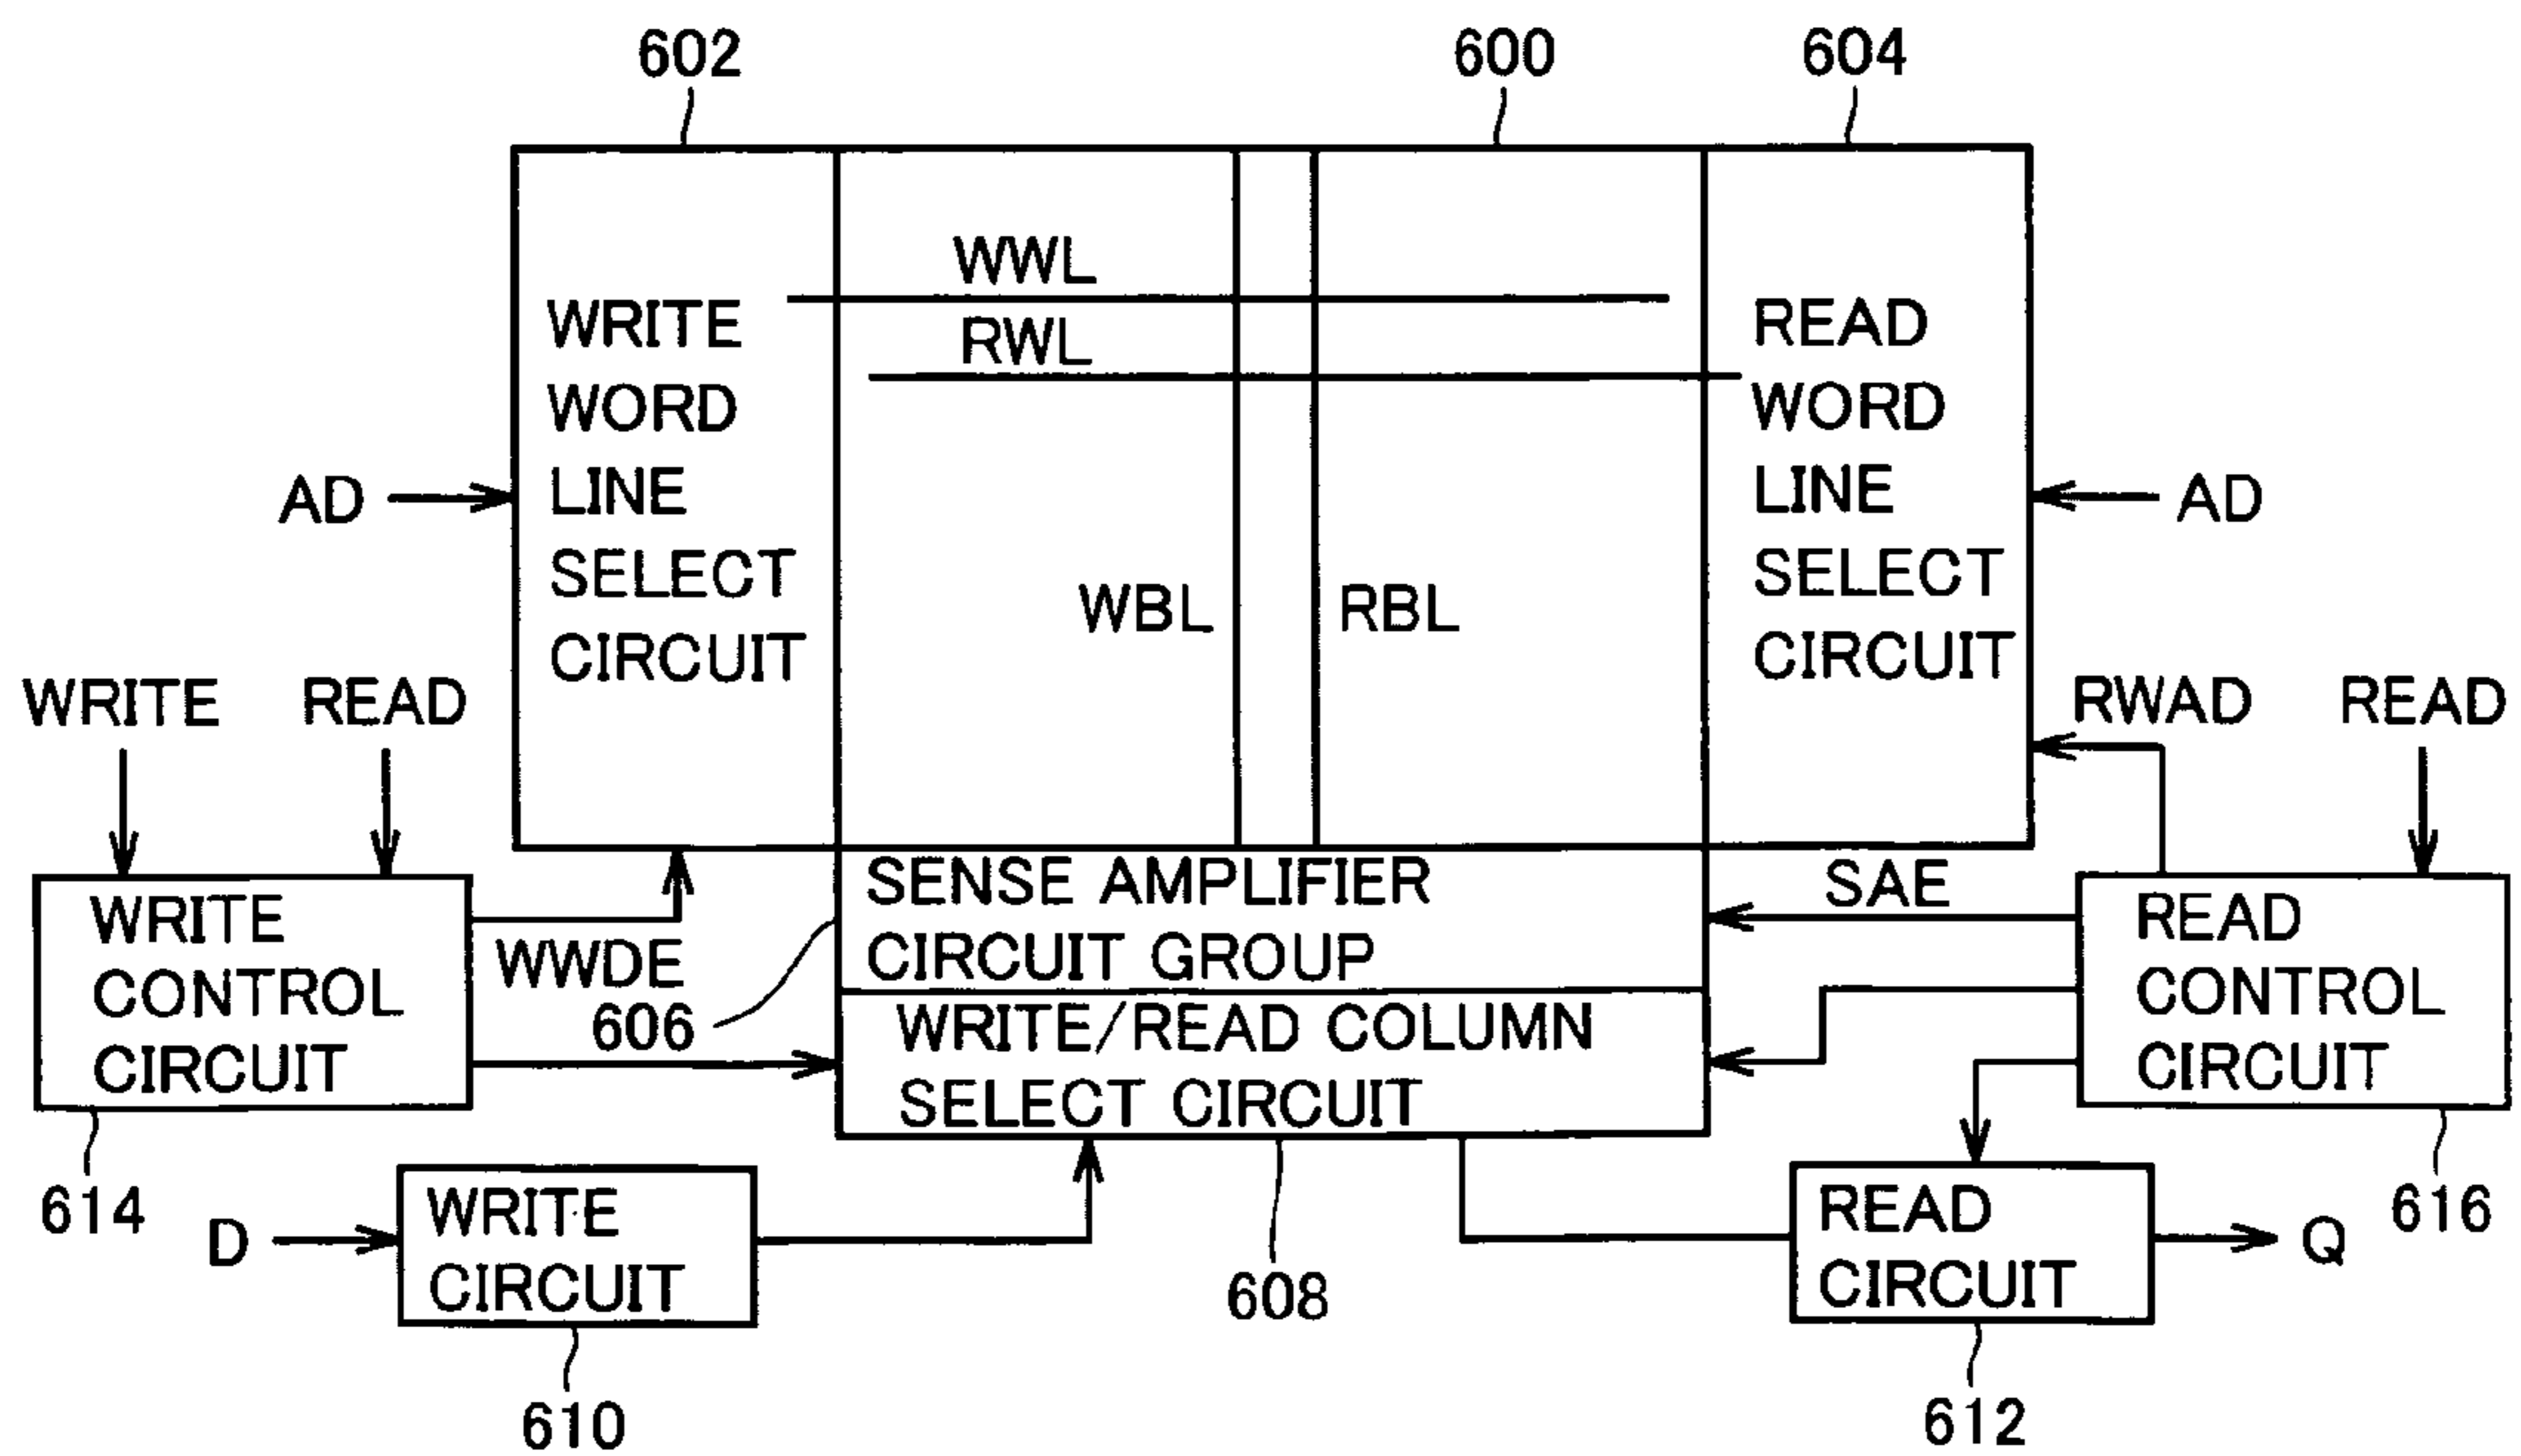 602
600
604
WWL
RWL
WRITE
WORD
LINE
SELECT
CIRCUIT
READ
WORD
LINE
SELECT
CIRCUIT
AD
AD
WBL
RBL
WRITE
READ
RWAD
READ
WRITE
CONTROL
CIRCUIT
WWDE
SENSE AMPLIFIER
CIRCUIT GROUP
SAE
READ
CONTROL
CIRCUIT
606
WRITE/READ COLUMN
SELECT CIRCUIT
614
616
D
WRITE
CIRCUIT
608
READ
CIRCUIT
Q
610
612